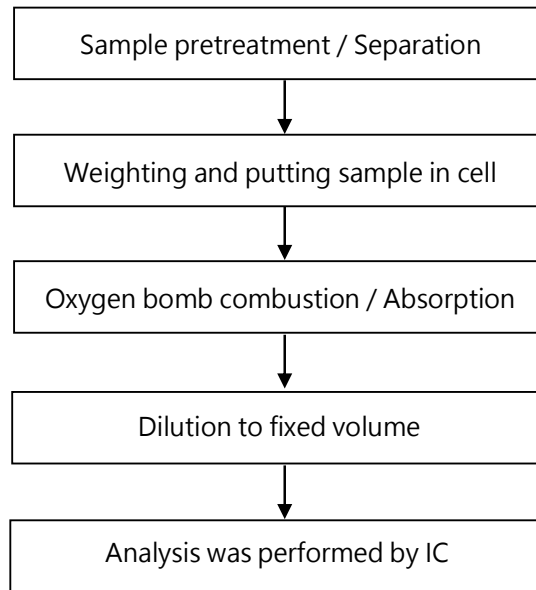 Sample pretreatment / Separation
Weighting and putting sample in cell
Oxygen bomb combustion / Absorption
Dilution to fixed volume
Analysis was performed by IC